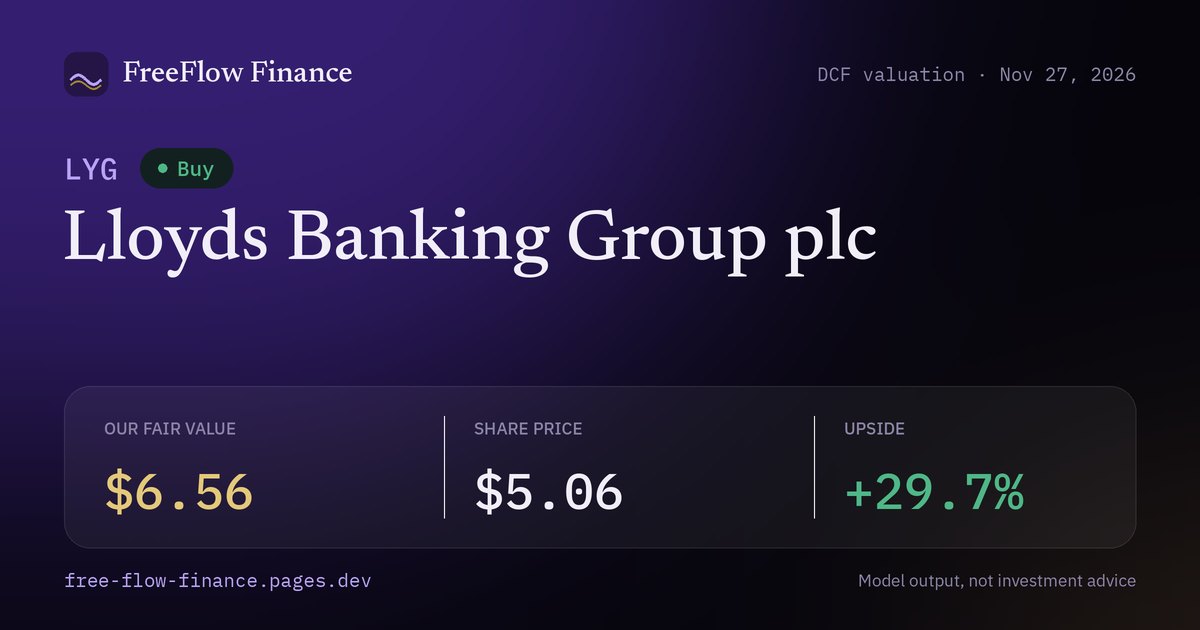 FreeFlow Finance
DCF valuation · Nov 27, 2026
LYG
Buy
Lloyds Banking Group plc
OUR FAIR VALUE
$6.56
SHARE PRICE
$5.06
UPSIDE
+29.7%
free-flow-finance.pages.dev
Model output, not investment advice